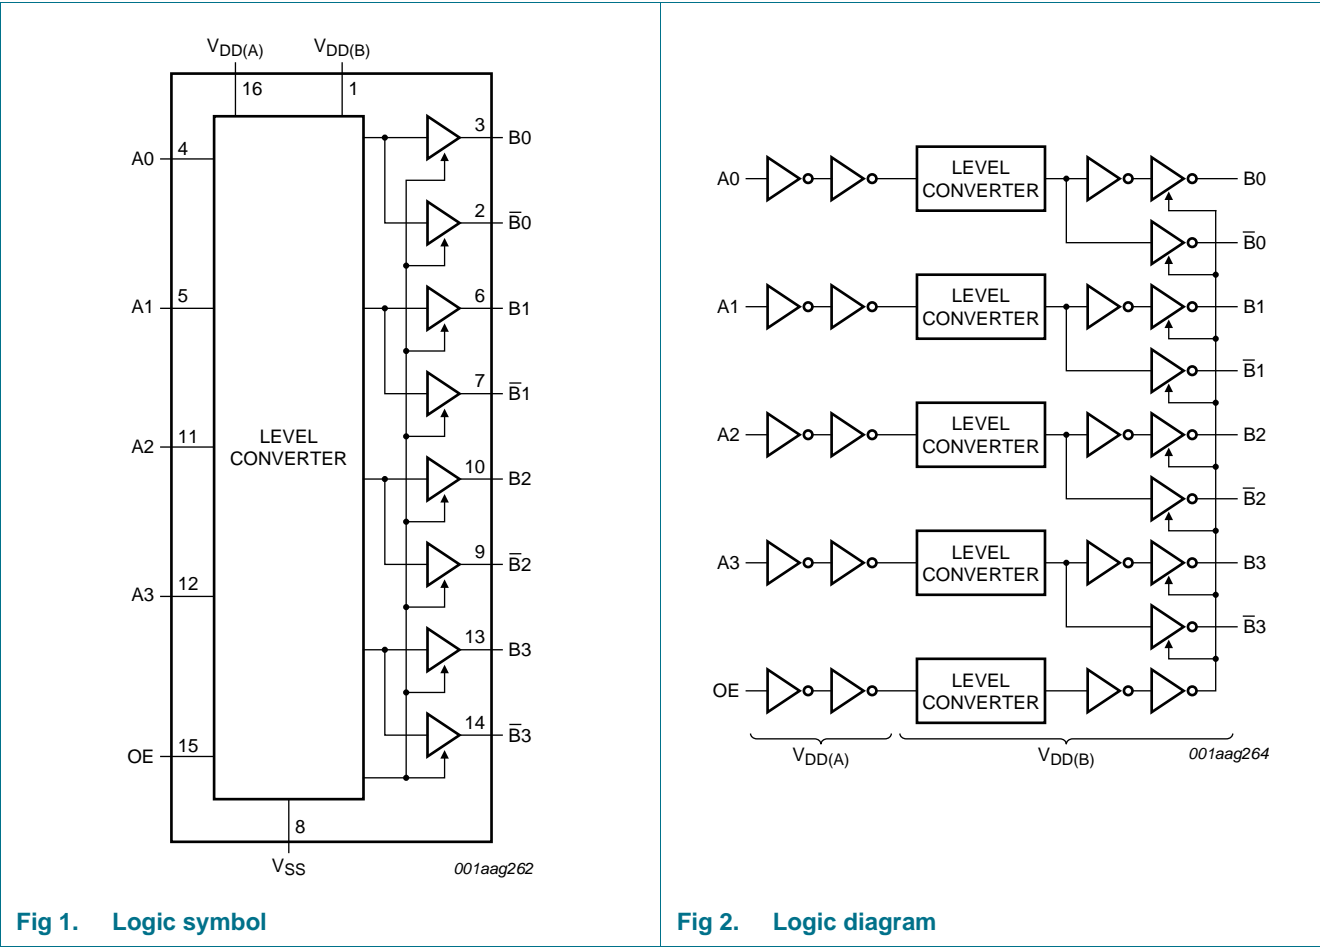 VDD(A) VDD(B)
16 1
3 B0
A0 4
2 B̅0
A1 5 6 B1
7 B̅1
A2 11
LEVEL
CONVERTER
10 B2
9 B̅2
A3 12
13 B3
14 B̅3
OE 15
8
VSS
001aag262
Fig 1. Logic symbol
A0 LEVEL
CONVERTER B0
B̅0
A1 LEVEL
CONVERTER B1
B̅1
A2 LEVEL
CONVERTER B2
B̅2
A3 LEVEL
CONVERTER B3
B̅3
OE LEVEL
CONVERTER
VDD(A) VDD(B)
001aag264
Fig 2. Logic diagram